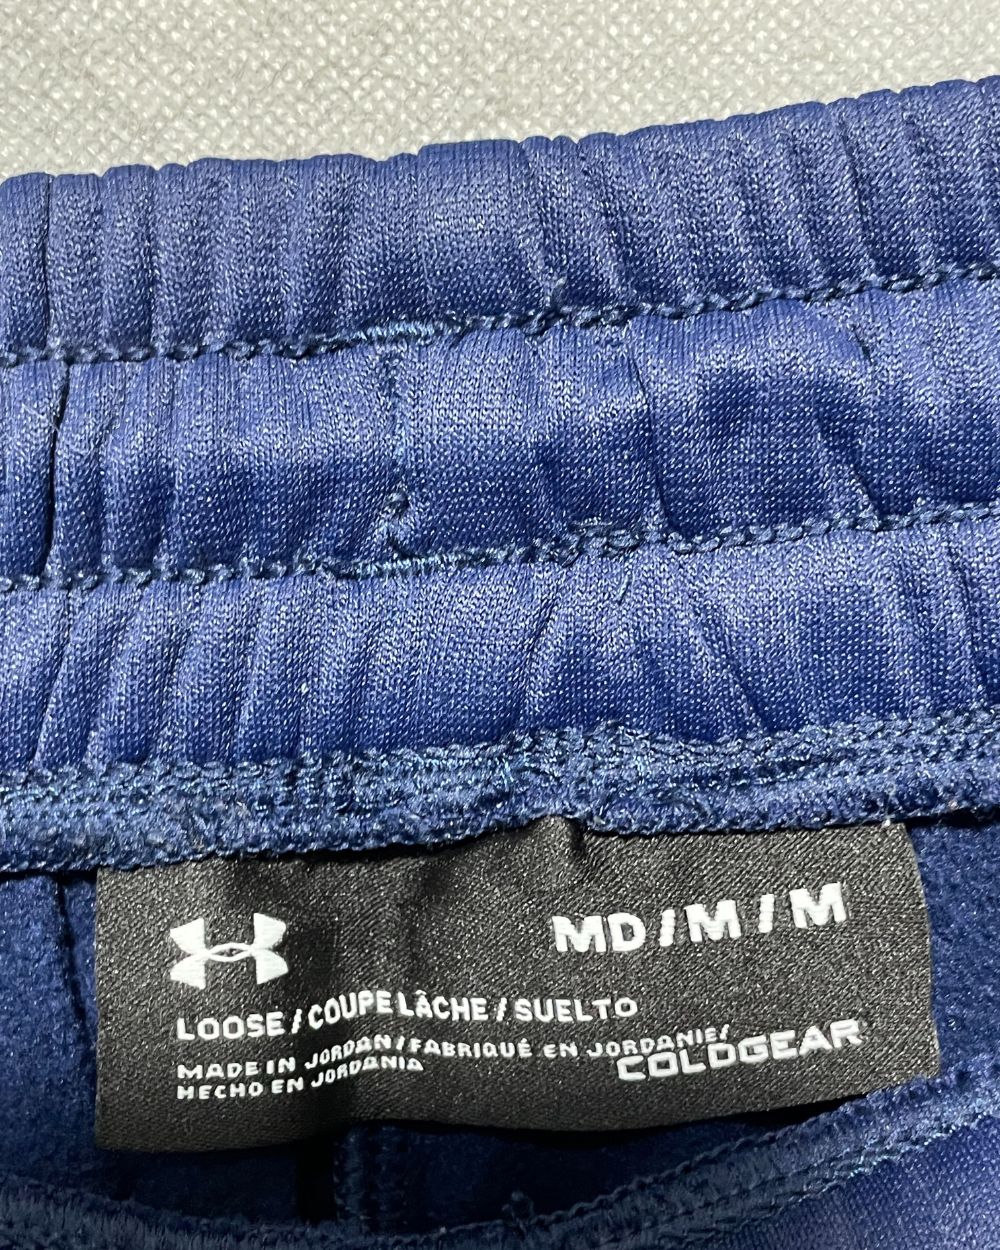 MD / M / M
LOOSE / COUPE LÂCHE / SUELTO
MADE IN JORDAN / FABRIQUÉ EN JORDANIE/
HECHO EN JORDANIA
COLDGEAR